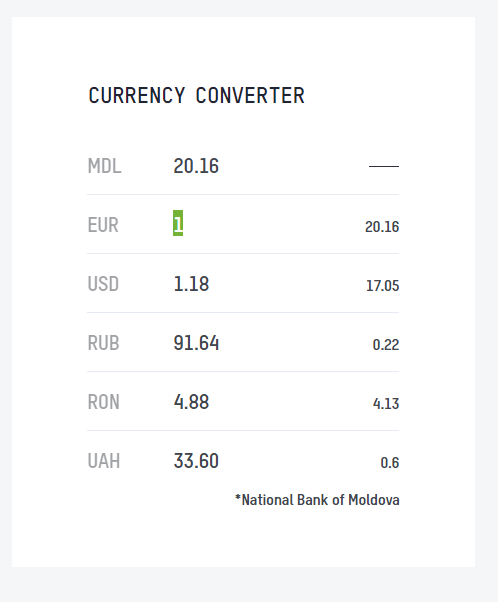 CURRENCY CONVERTER
MDL 20.16 ——
EUR 1 20.16
USD 1.18 17.05
RUB 91.64 0.22
RON 4.88 4.13
UAH 33.60 0.6
*National Bank of Moldova